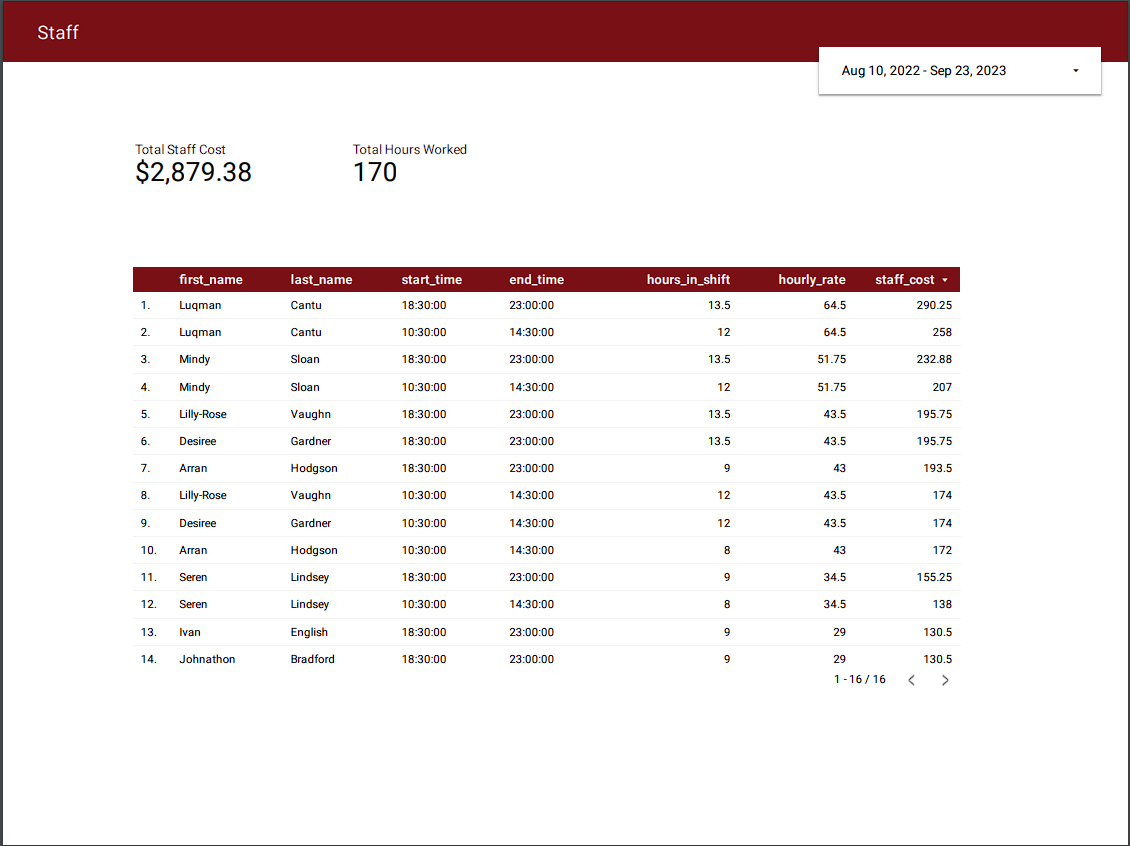 Staff
Aug 10, 2022 - Sep 23, 2023
Total Staff Cost Total Hours Worked
$2,879.38 170
first_name last_name start_time end_time hours_in_shift hourly_rate staff_cost
1. Luqman Cantu 18:30:00 23:00:00 13.5 64.5 290.25
2. Luqman Cantu 10:30:00 14:30:00 12 64.5 258
3. Mindy Sloan 18:30:00 23:00:00 13.5 51.75 232.88
4. Mindy Sloan 10:30:00 14:30:00 12 51.75 207
5. Lilly-Rose Vaughn 18:30:00 23:00:00 13.5 43.5 195.75
6. Desiree Gardner 18:30:00 23:00:00 13.5 43.5 195.75
7. Arran Hodgson 18:30:00 23:00:00 9 43 193.5
8. Lilly-Rose Vaughn 10:30:00 14:30:00 12 43.5 174
9. Desiree Gardner 10:30:00 14:30:00 12 43.5 174
10. Arran Hodgson 10:30:00 14:30:00 8 43 172
11. Seren Lindsey 18:30:00 23:00:00 9 34.5 155.25
12. Seren Lindsey 10:30:00 14:30:00 8 34.5 138
13. Ivan English 18:30:00 23:00:00 9 29 130.5
14. Johnathon Bradford 18:30:00 23:00:00 9 29 130.5
1 - 16 / 16